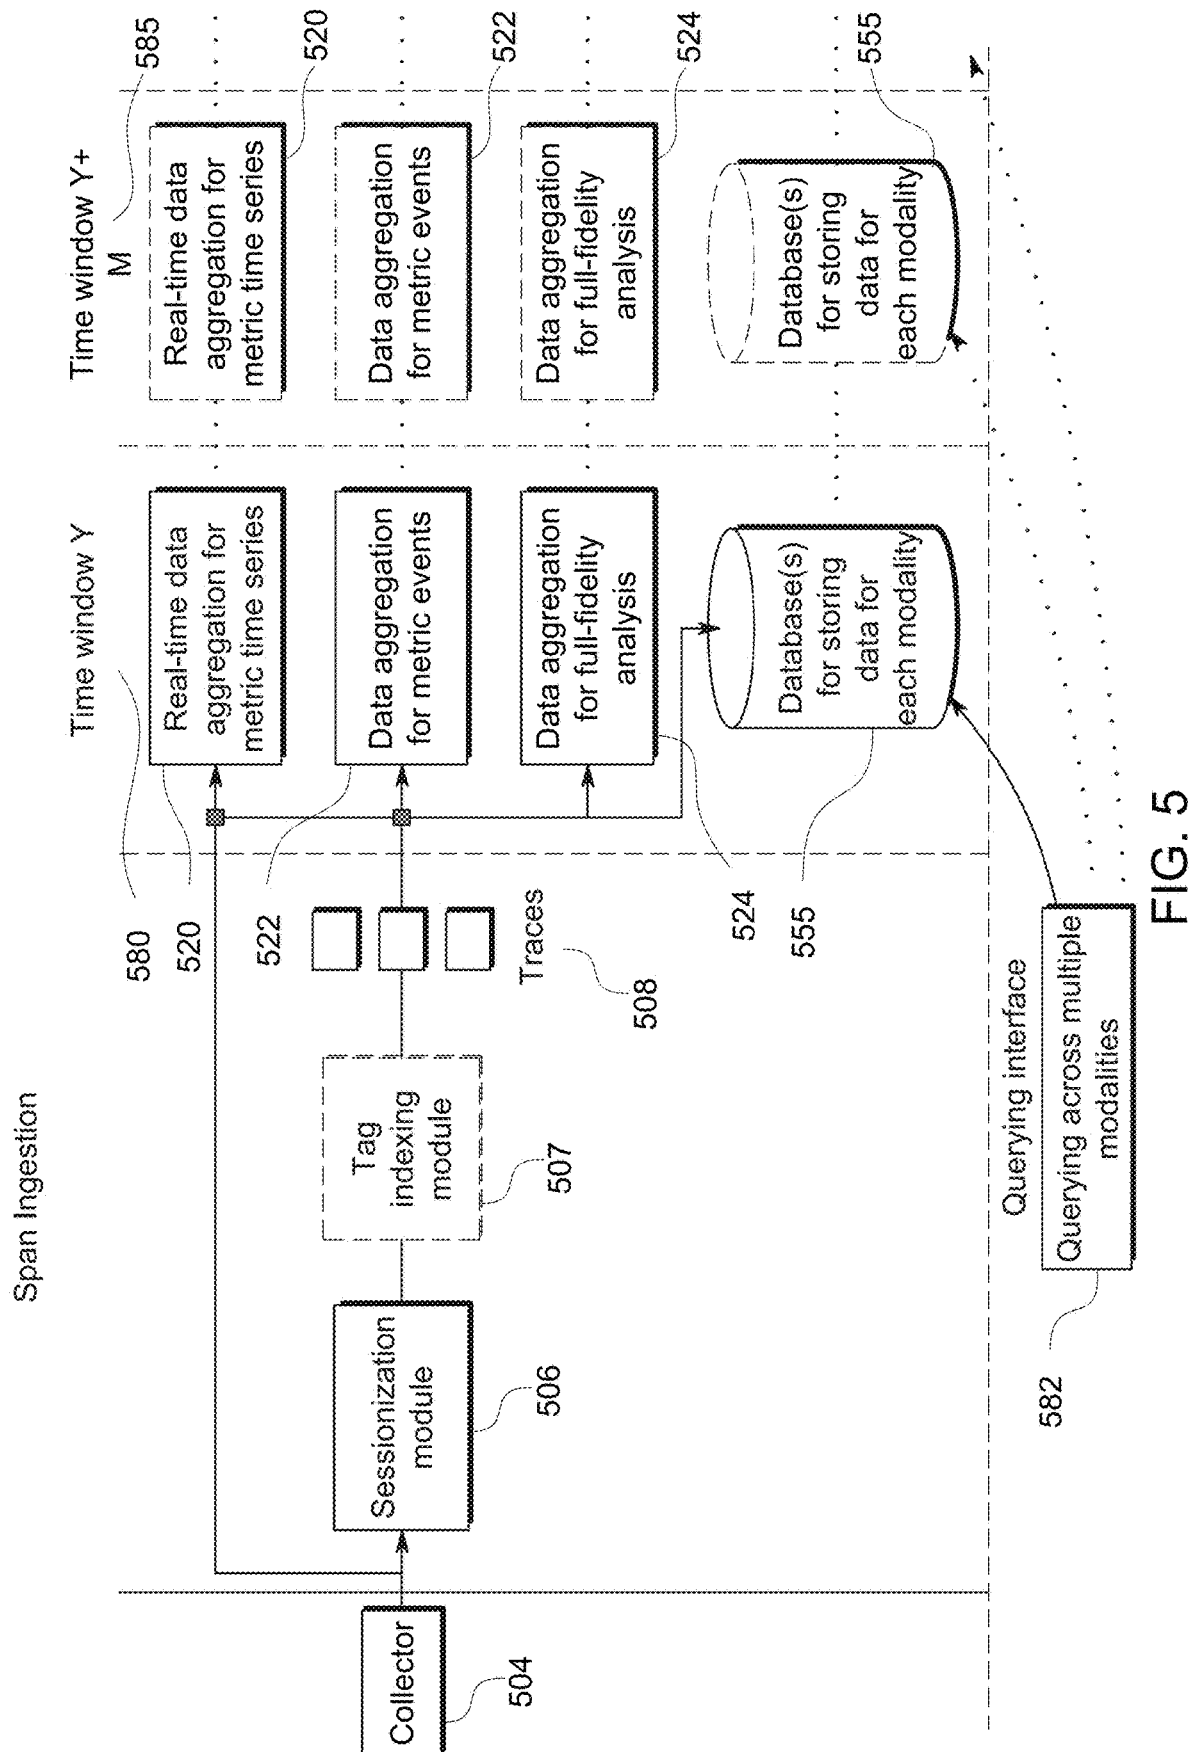 Span Ingestion
Time window Y
Time window Y+
M
585
580
Collector
504
Sessionization
module
506
Tag
indexing
module
507
Traces
508
Real-time data
aggregation for
metric time series
520
Data aggregation
for metric events
522
Data aggregation
for full-fidelity
analysis
524
Database(s)
for storing
data for
each modality
555
Real-time data
aggregation for
metric time series
520
Data aggregation
for metric events
522
Data aggregation
for full-fidelity
analysis
524
Database(s)
for storing
data for
each modality
555
Querying interface
Querying across multiple
modalities
582
FIG. 5